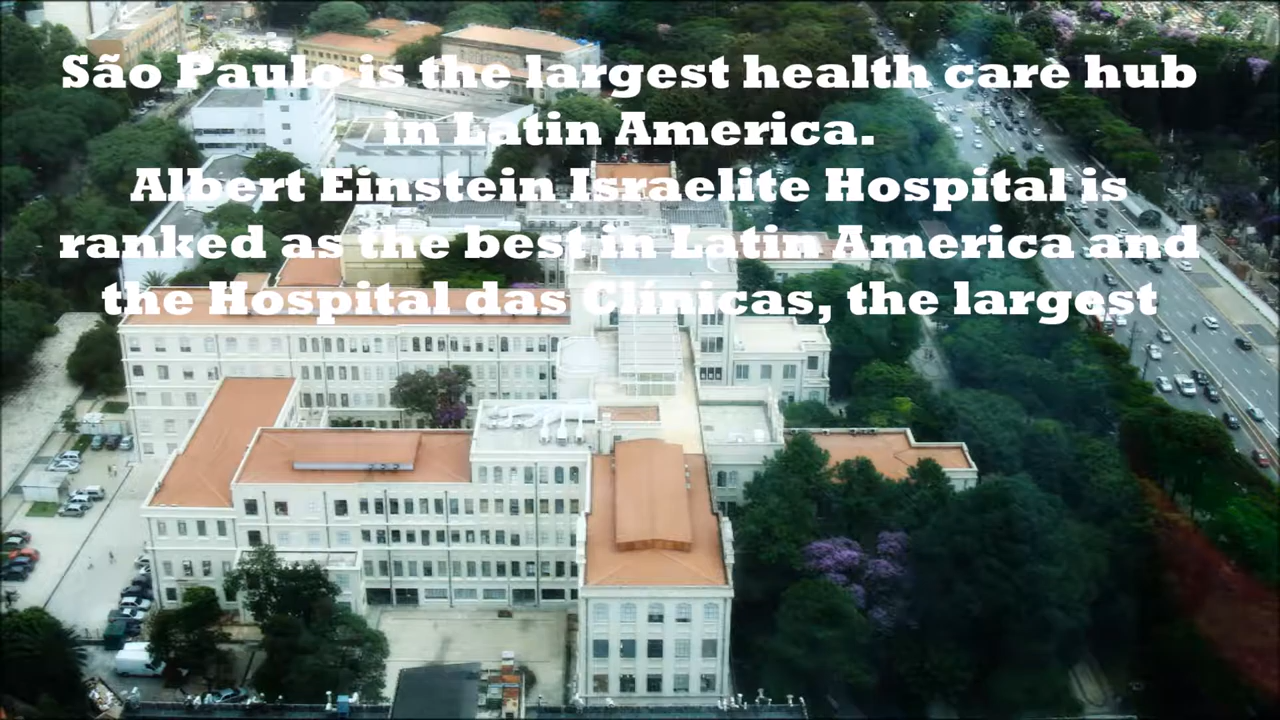 São Paulo is the largest health care hub
in Latin America.
Albert Einstein Israelite Hospital is
ranked as the best in Latin America and
the Hospital das Clínicas, the largest